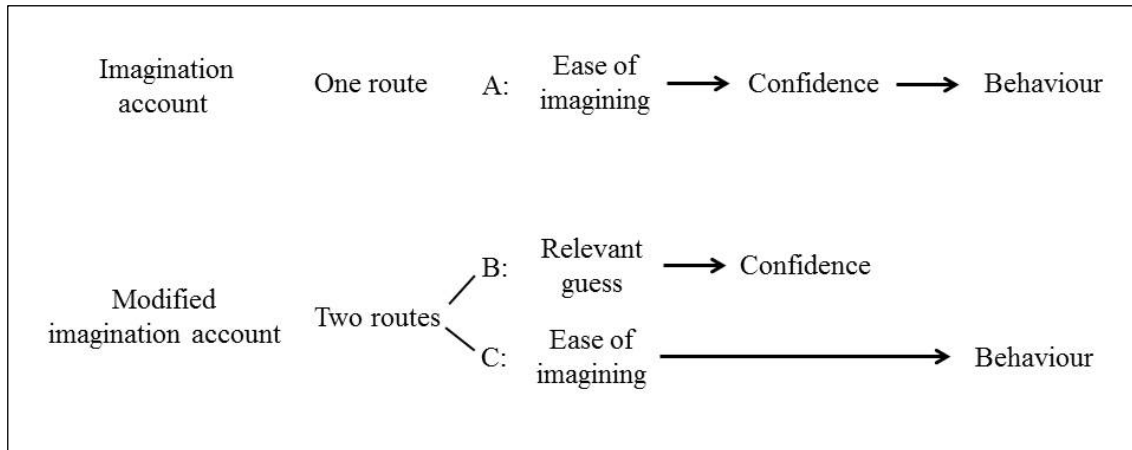 Imagination
account
One route
A:
Ease of
imagining
Confidence
Behaviour
Modified
imagination account
Two routes
B:
Relevant
guess
Confidence
C:
Ease of
imagining
Behaviour